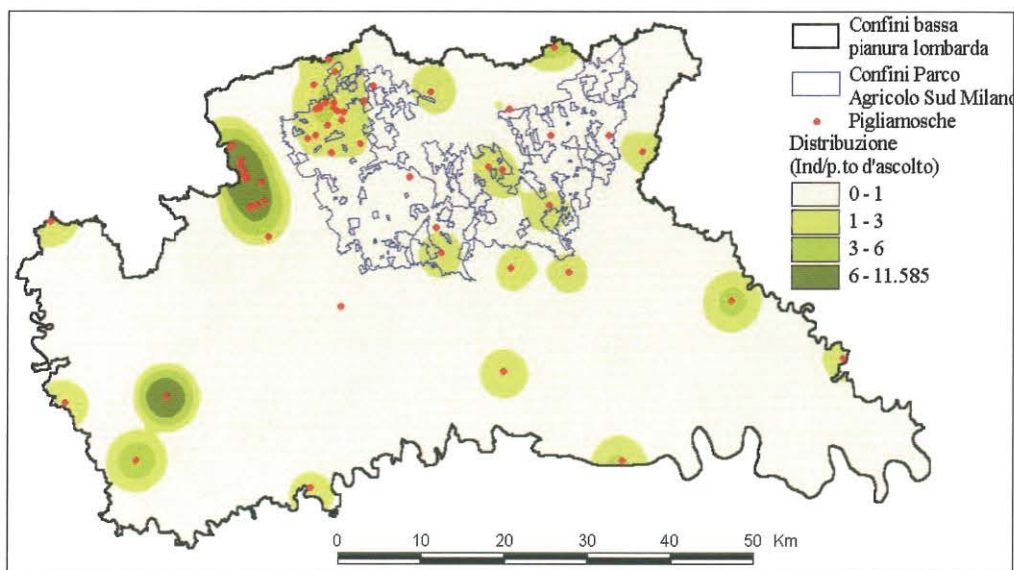 Confini bassa
pianura lombarda
Confini Parco
Agricolo Sud Milano
Pigliamosche
Distribuzione
(Ind/p.to d'ascolto)
0 - 1
1 - 3
3 - 6
6 - 11.585
0 10 20 30 40 50 Km